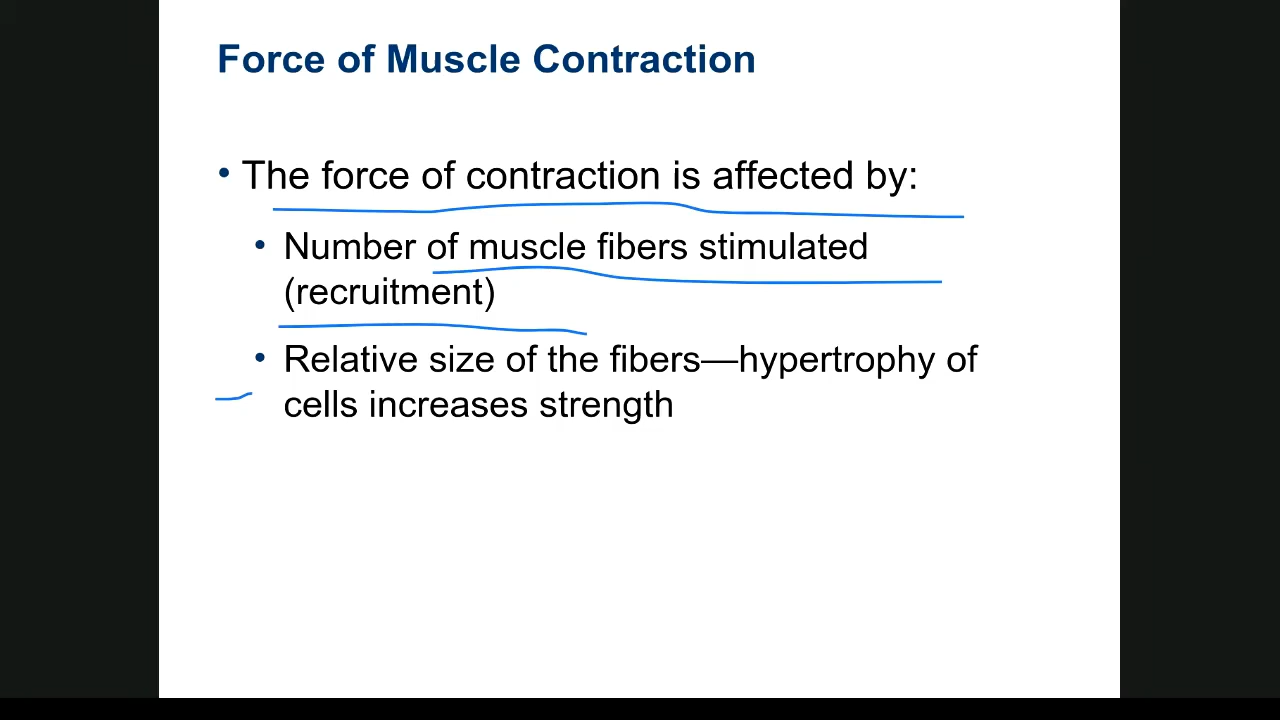 Force of Muscle Contraction
• The force of contraction is affected by:
• Number of muscle fibers stimulated
(recruitment)
• Relative size of the fibers—hypertrophy of
cells increases strength